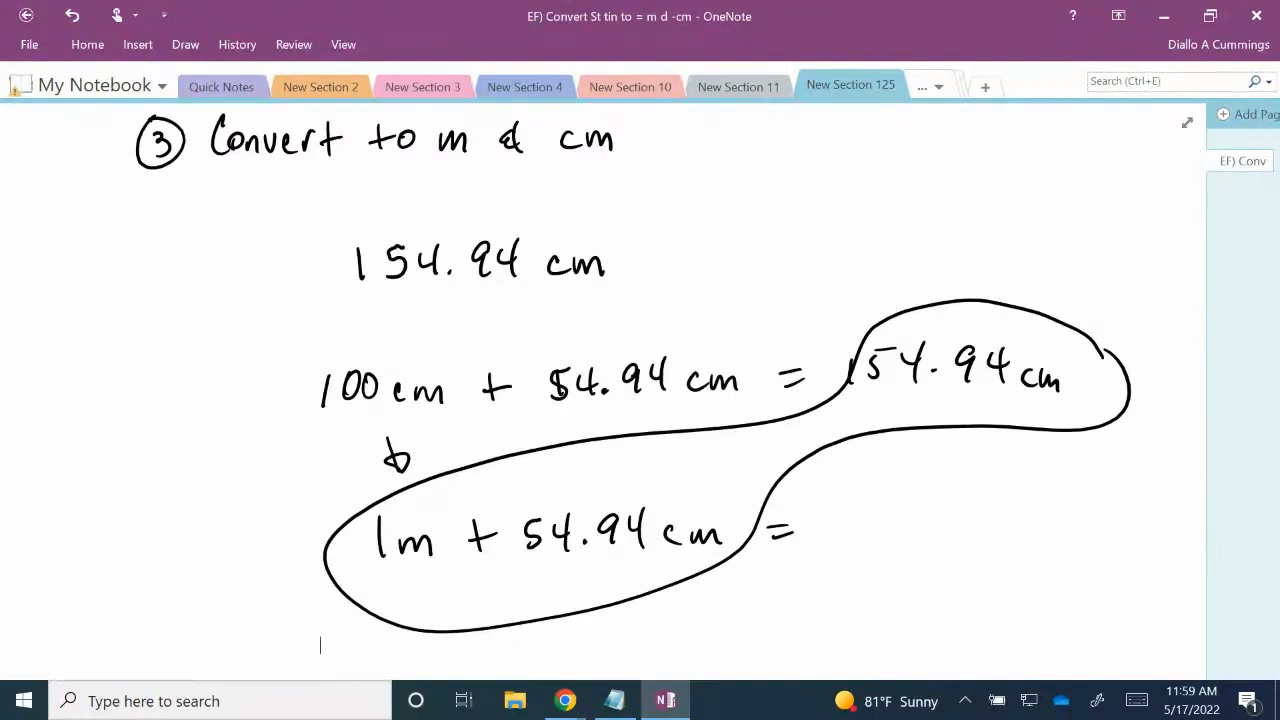 EF) Convert St tin to = m d -cm - OneNote
File Home Insert Draw History Review View
Diallo A Cummings
My Notebook
Quick Notes
New Section 2
New Section 3
New Section 4
New Section 10
New Section 11
New Section 125
...
Search (Ctrl+E)
Add Pag
EF) Conv
③ Convert to m & cm
154.94 cm
100 cm + 54.94 cm = 154.94 cm
1m + 54.94 cm =
Type here to search
81°F Sunny
11:59 AM
5/17/2022
1